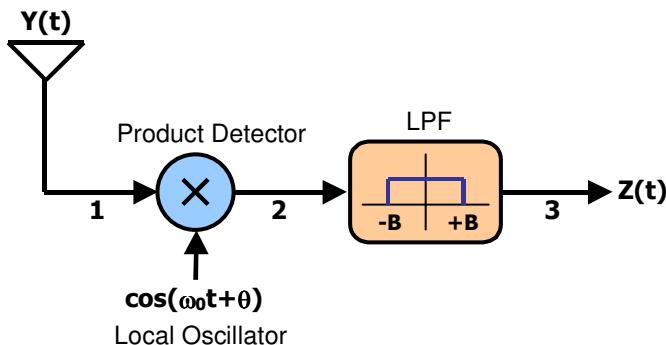 Y(t)
Product Detector
LPF
×
1
2
-B
+B
3
Z(t)
cos(ω₀t+θ)
Local Oscillator